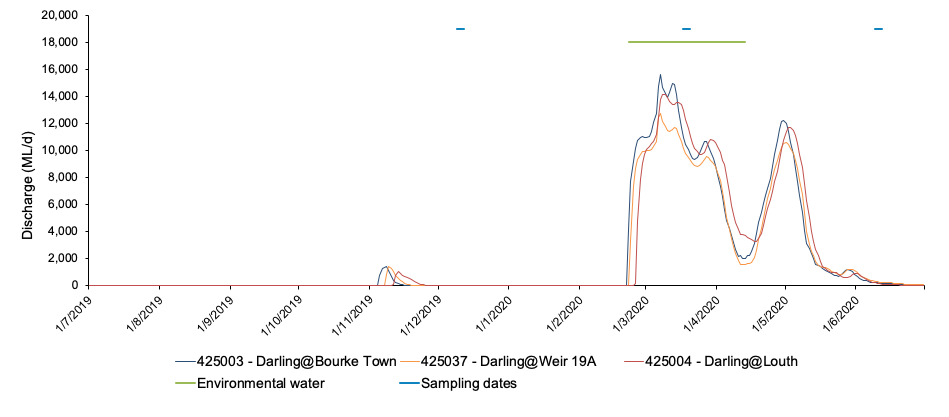 20,000
18,000
16,000
14,000
12,000
10,000
8,000
6,000
4,000
2,000
0
Discharge (ML/d)
1/7/2019 1/8/2019 1/9/2019 1/10/2019 1/11/2019 1/12/2019 1/1/2020 1/2/2020 1/3/2020 1/4/2020 1/5/2020 1/6/2020
425003 - Darling@Bourke Town 425037 - Darling@Weir 19A 425004 - Darling@Louth
Environmental water Sampling dates